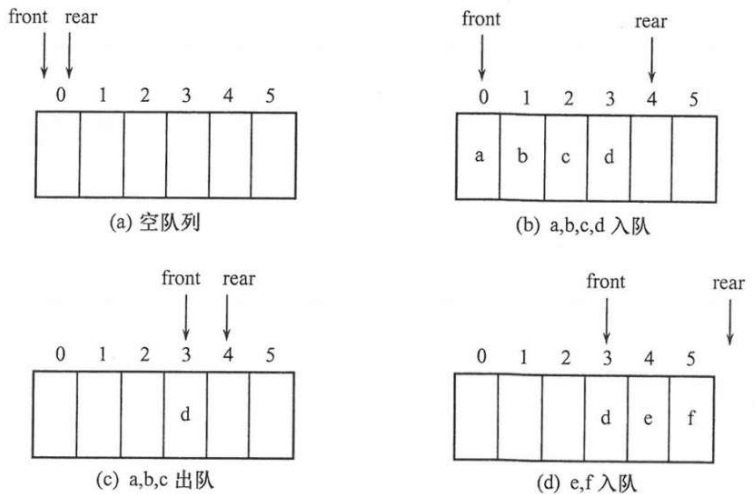 front rear
0 1 2 3 4 5
(a) 空队列
front rear
0 1 2 3 4 5
a b c d
(b) a,b,c,d 入队
front rear
0 1 2 3 4 5
d
(c) a,b,c 出队
front rear
0 1 2 3 4 5
d e f
(d) e,f 入队